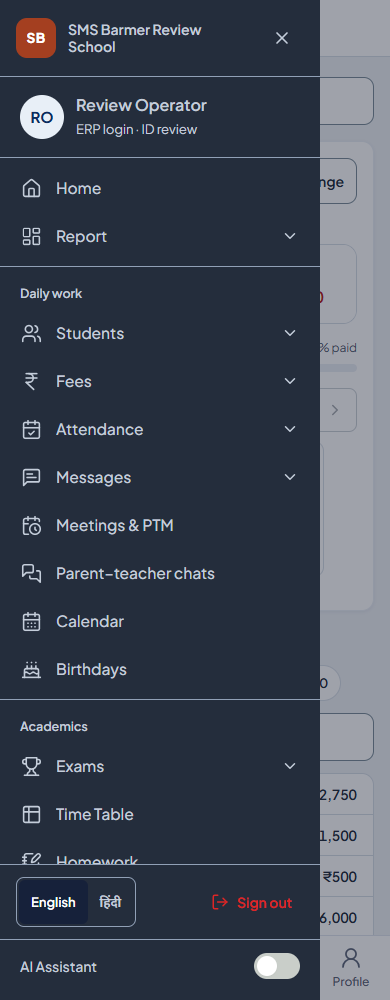 SB
SMS Barmer Review
School
RO
Review Operator
ERP login · ID review
Home
Report
Daily work
Students
Fees
Attendance
Messages
Meetings & PTM
Parent–teacher chats
Calendar
Birthdays
Academics
Exams
Time Table
Homework
English
हिंदी
Sign out
AI Assistant
% paid
2,750
1,500
₹500
6,000
Profile